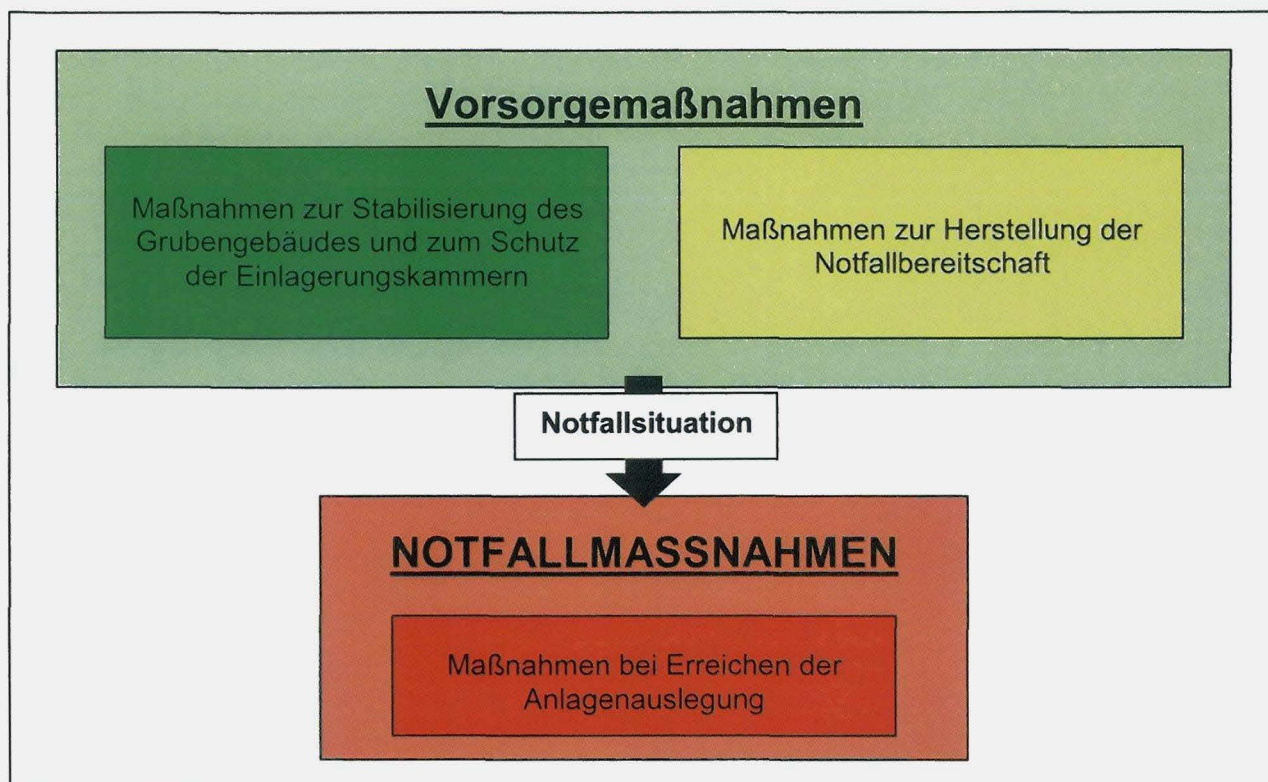 Vorsorgemaßnahmen
Maßnahmen zur Stabilisierung des
Grubengebäudes und zum Schutz
der Einlagerungskammern
Maßnahmen zur Herstellung der
Notfallbereitschaft
Notfallsituation
NOTFALLMASSNAHMEN
Maßnahmen bei Erreichen der
Anlagenauslegung